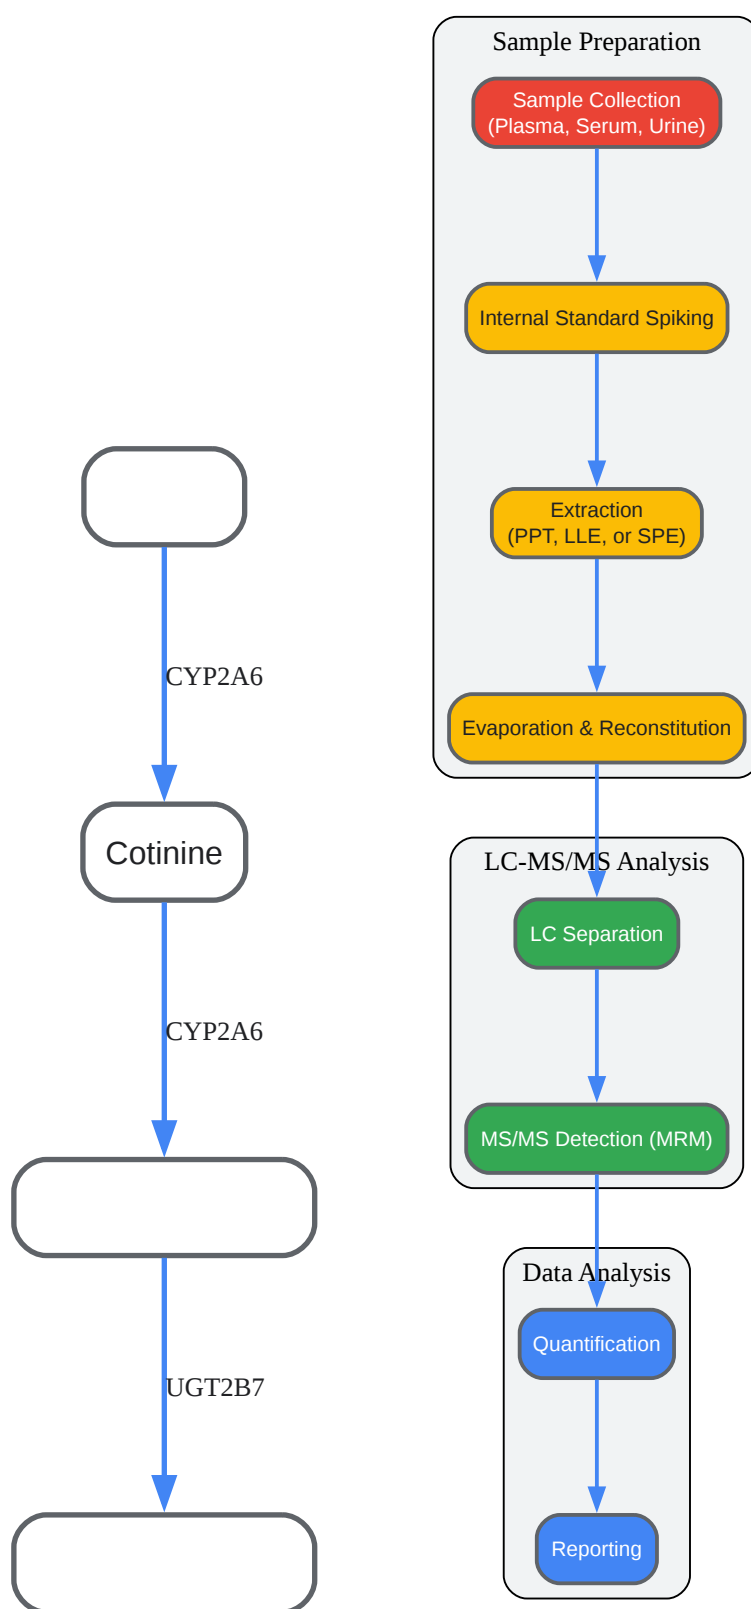 CYP2A6
Cotinine
CYP2A6
UGT2B7
Sample Preparation
Sample Collection
(Plasma, Serum, Urine)
Internal Standard Spiking
Extraction
(PPT, LLE, or SPE)
Evaporation & Reconstitution
LC-MS/MS Analysis
LC Separation
MS/MS Detection (MRM)
Data Analysis
Quantification
Reporting